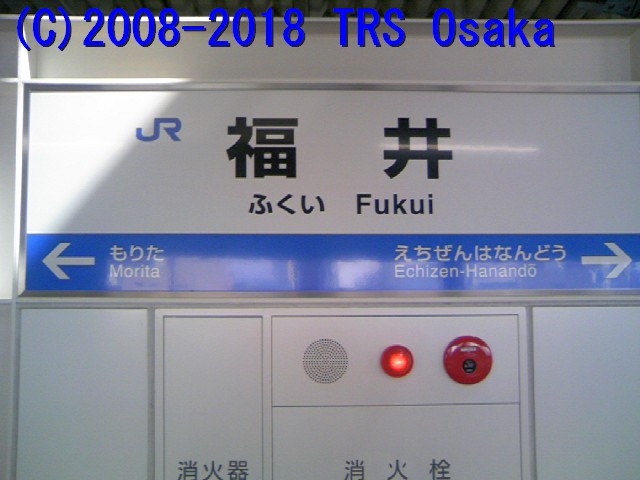 (C)2008-2018 TRS Osaka
JR 福井
ふくい Fukui
← もりた えちぜんはなんどう →
Morita Echizen-Hanandō
消火器 消火栓